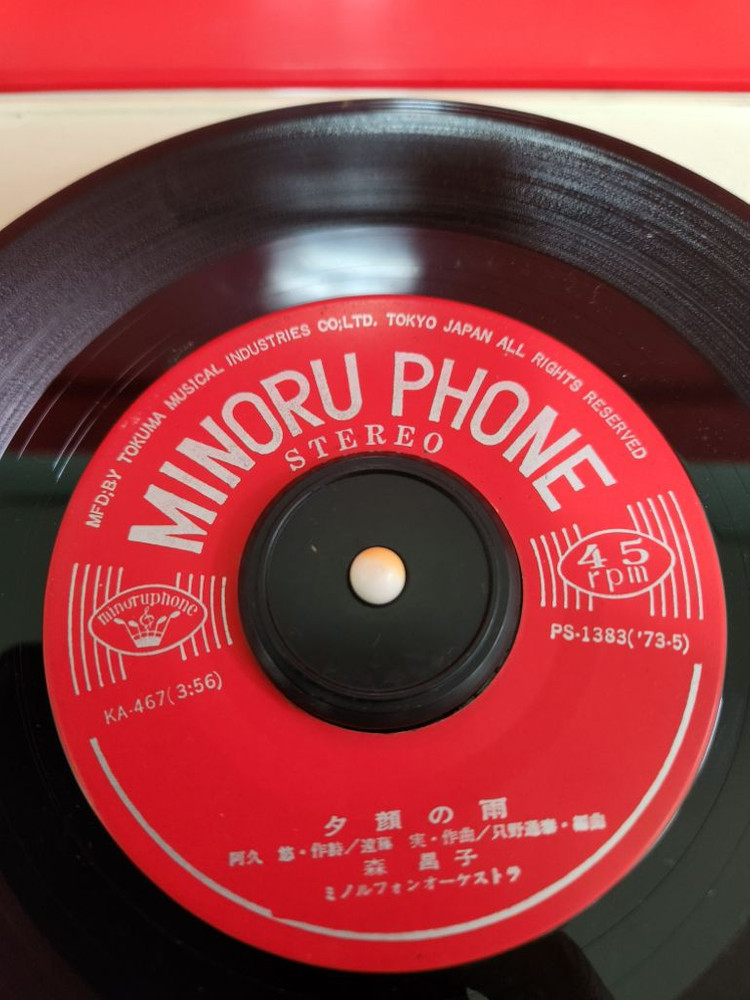 MFD;BY TOKUMA MUSICAL INDUSTRIES CO;LTD. TOKYO JAPAN ALL RIGHTS RESERVED
MINORU PHONE
STEREO
minoruphone
45
rpm
KA-467(3:56)
PS-1383('73-5)
夕顔の雨
阿久 悠・作詩/遠藤 実・作曲/只野通泰・編曲
森 昌子
ミノルフォンオーケストラ